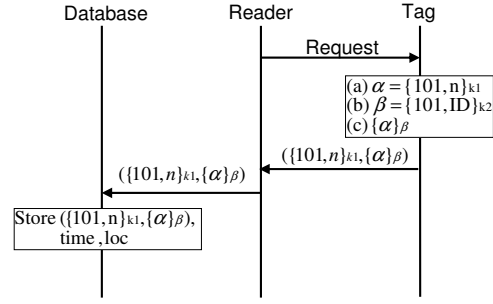 Database Reader Tag
Request
(a) α = {101, n}k1
(b) β = {101, ID}k2
(c) {α}β
({101, n}k1, {α}β)
({101, n}k1, {α}β)
Store ({101, n}k1, {α}β),
time, loc